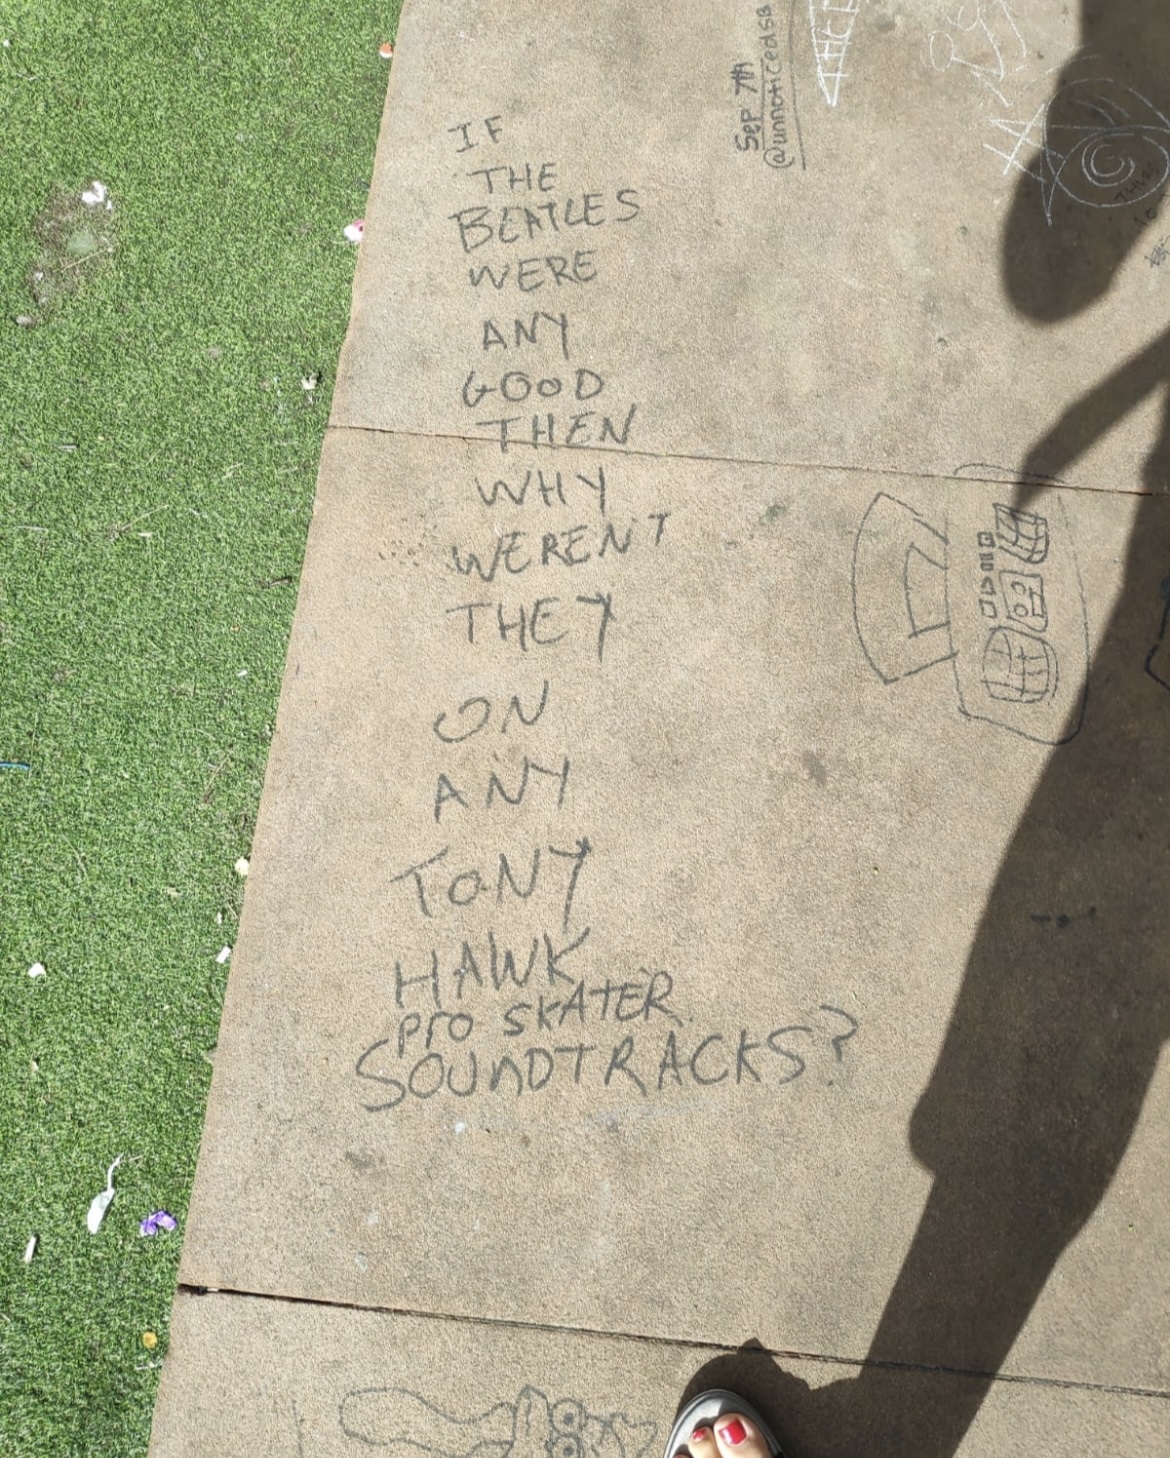 IF
THE
BEATLES
WERE
ANY
GOOD
THEN
WHY
WEREN'T
THEY
ON
ANY
TONY
HAWK
Pro SKATER
SOUNDTRACKS?
Sep 7th
@unnoticedsb